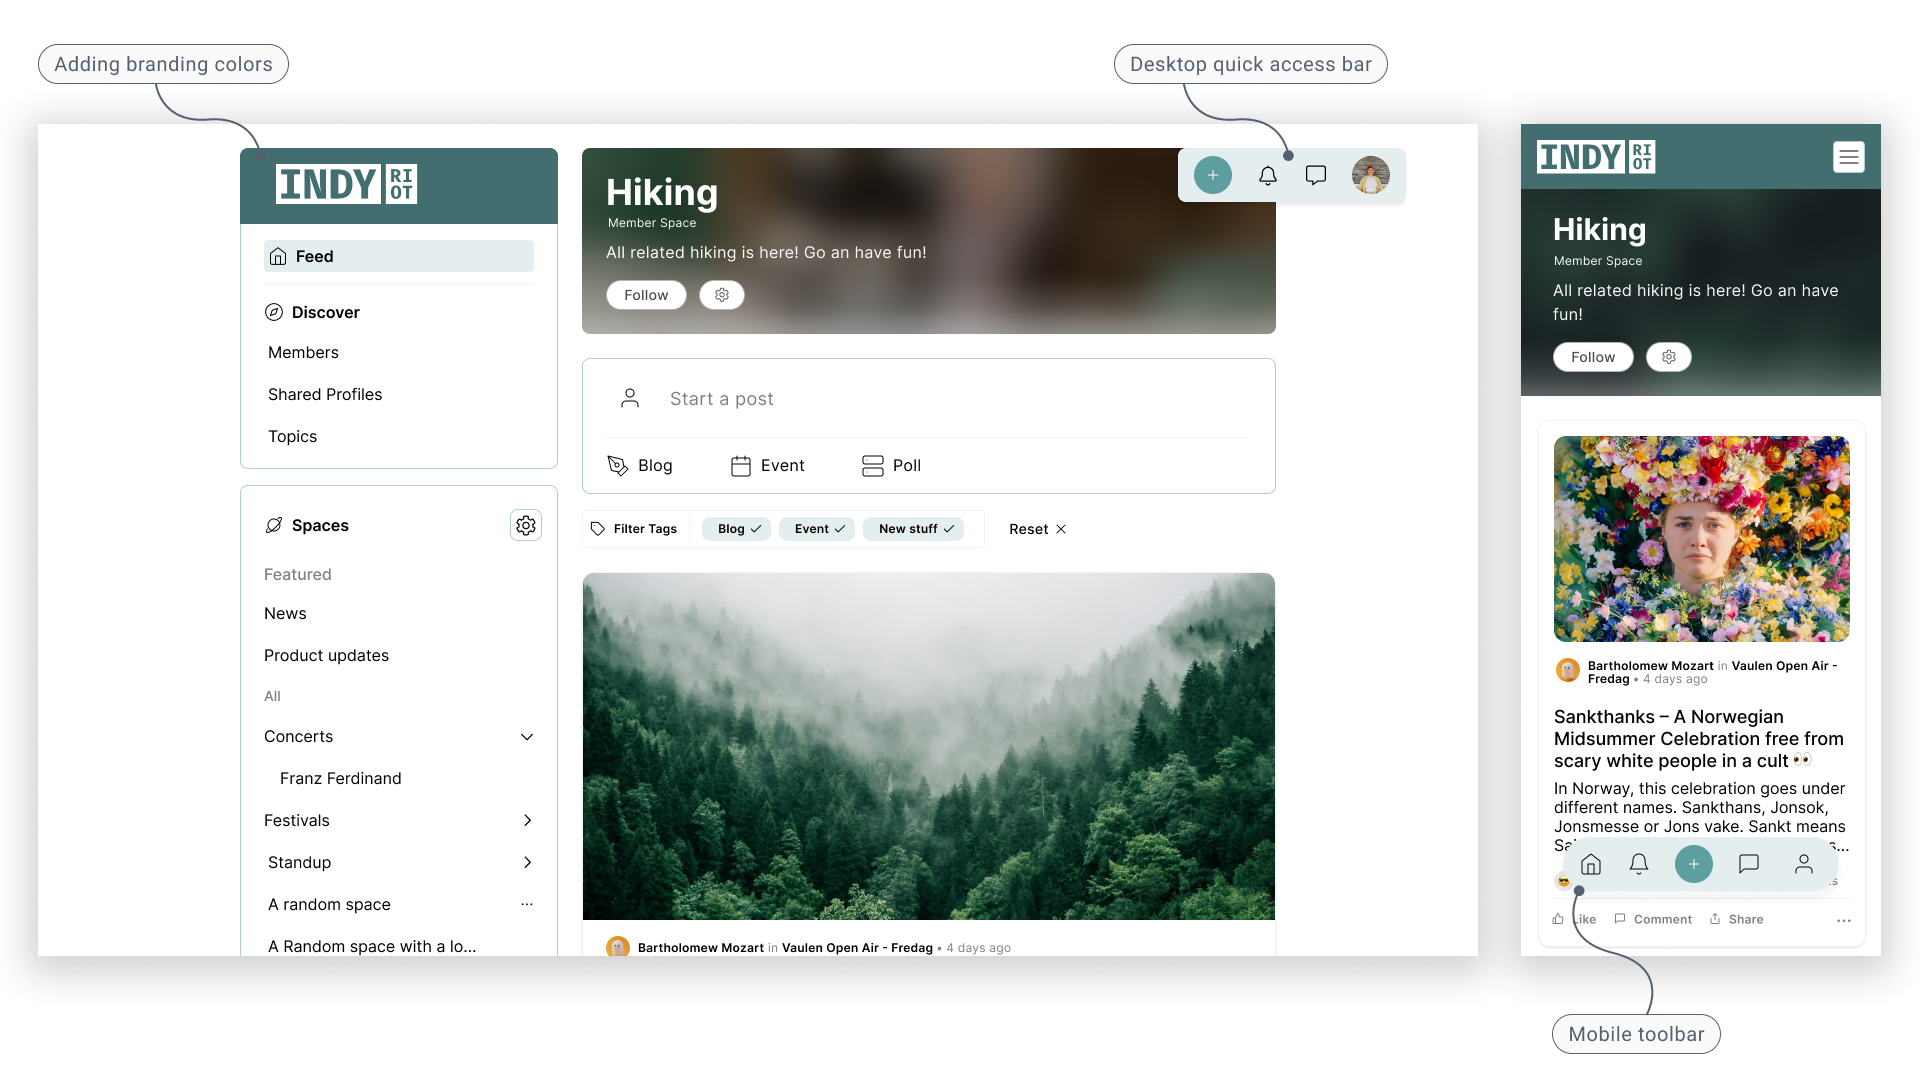 Adding branding colors
Desktop quick access bar
INDY RI OT
Feed
Discover
Members
Shared Profiles
Topics
Spaces
Featured
News
Product updates
All
Concerts
Franz Ferdinand
Festivals
Standup
A random space
...
A Random space with a lo...
Hiking
Member Space
All related hiking is here! Go an have fun!
Follow
Start a post
Blog Event Poll
Filter Tags Blog Event New stuff Reset
Bartholomew Mozart in Vaulen Open Air - Fredag • 4 days ago
INDY RI OT
Hiking
Member Space
All related hiking is here! Go an have
fun!
Follow
Bartholomew Mozart in Vaulen Open Air -
Fredag • 4 days ago
Sankthanks – A Norwegian
Midsummer Celebration free from
scary white people in a cult 👀
In Norway, this celebration goes under
different names. Sankthans, Jonsok,
Jonsmesse or Jons vake. Sankt means
Like Comment Share ...
Mobile toolbar